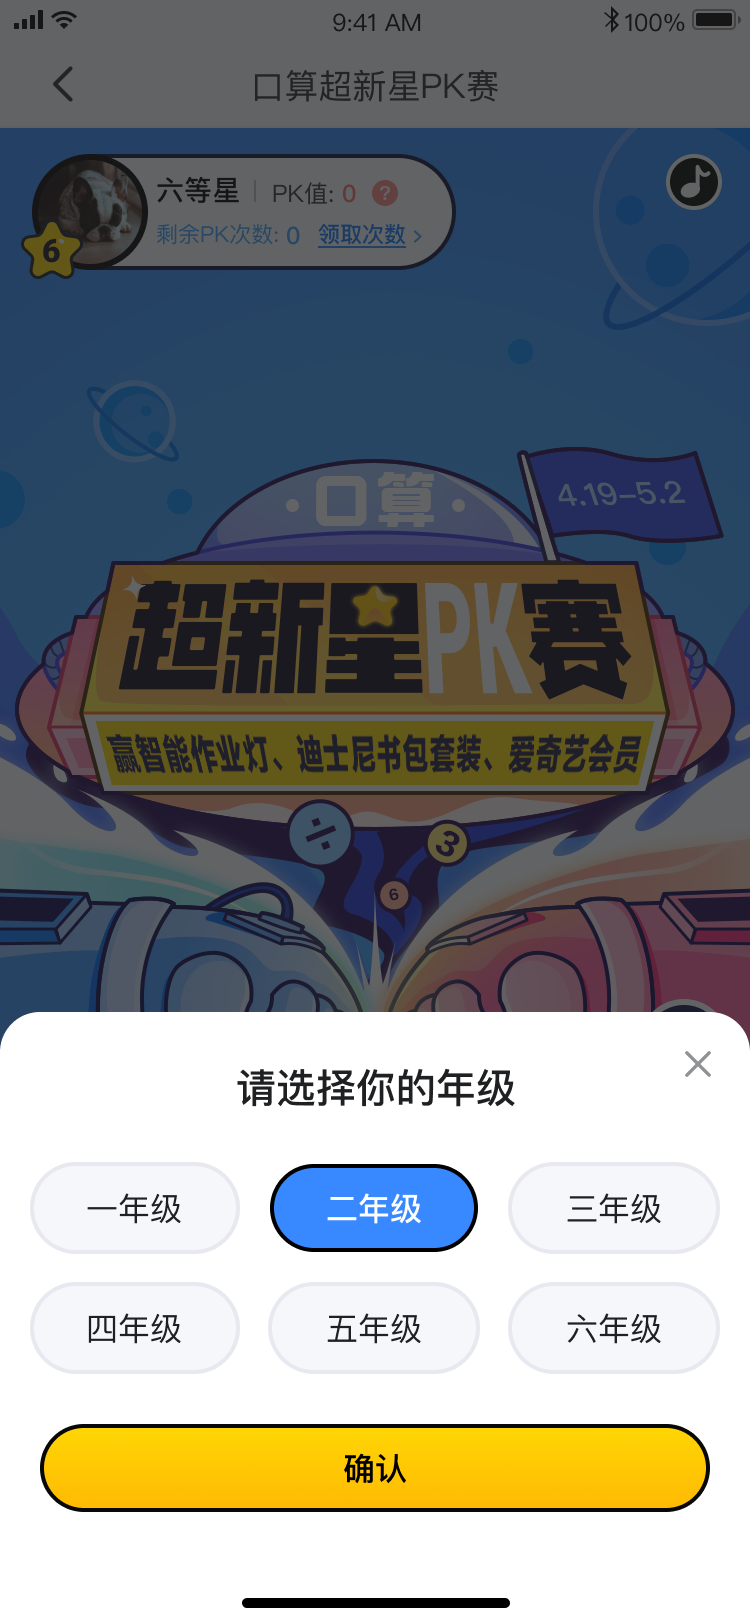 9:41 AM
100%
口算超新星PK赛
六等星 | PK值: 0 ?
6
剩余PK次数: 0 领取次数 >
4.19-5.2
·口算·
超新星PK赛
赢智能作业灯、迪士尼书包套装、爱奇艺会员
÷
3
6
请选择你的年级
一年级 二年级 三年级
四年级 五年级 六年级
确认